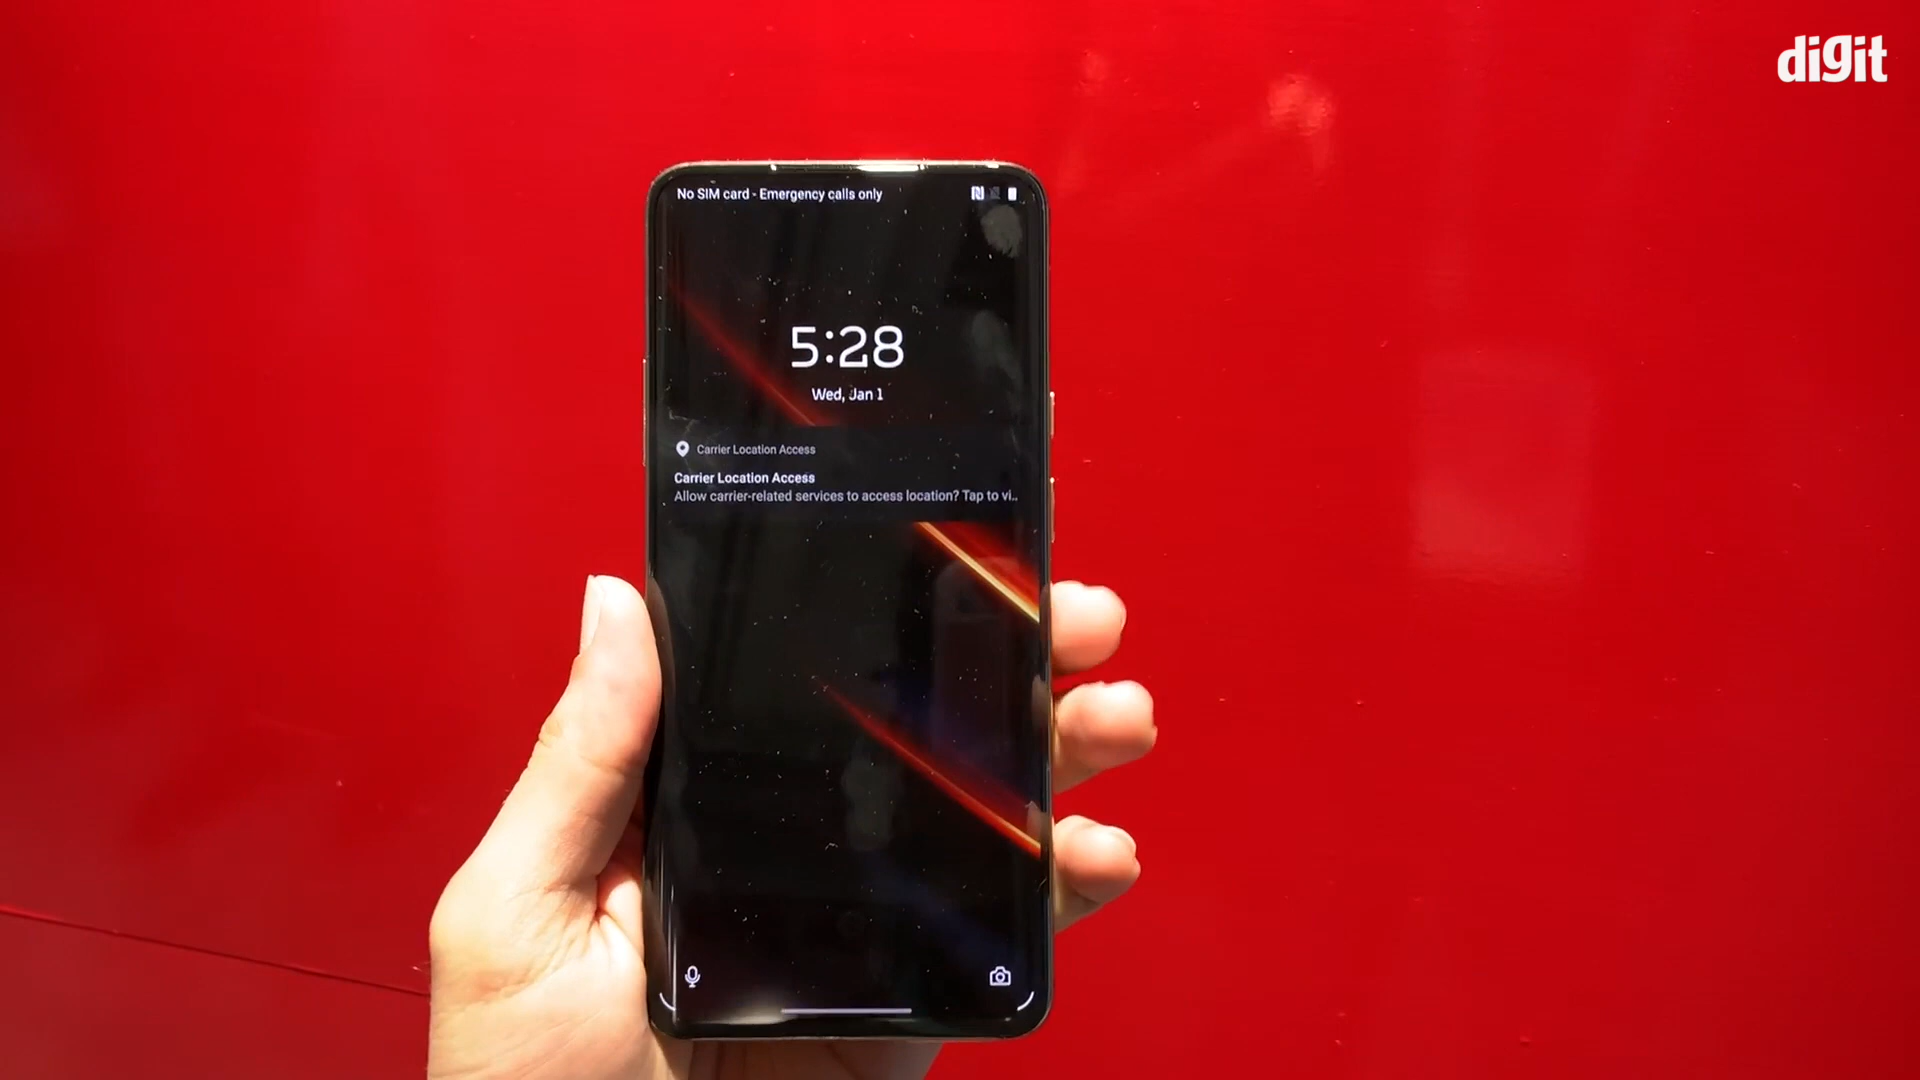 digit
No SIM card - Emergency calls only
5:28
Wed, Jan 1
Carrier Location Access
Carrier Location Access
Allow carrier-related services to access location? Tap to vi..